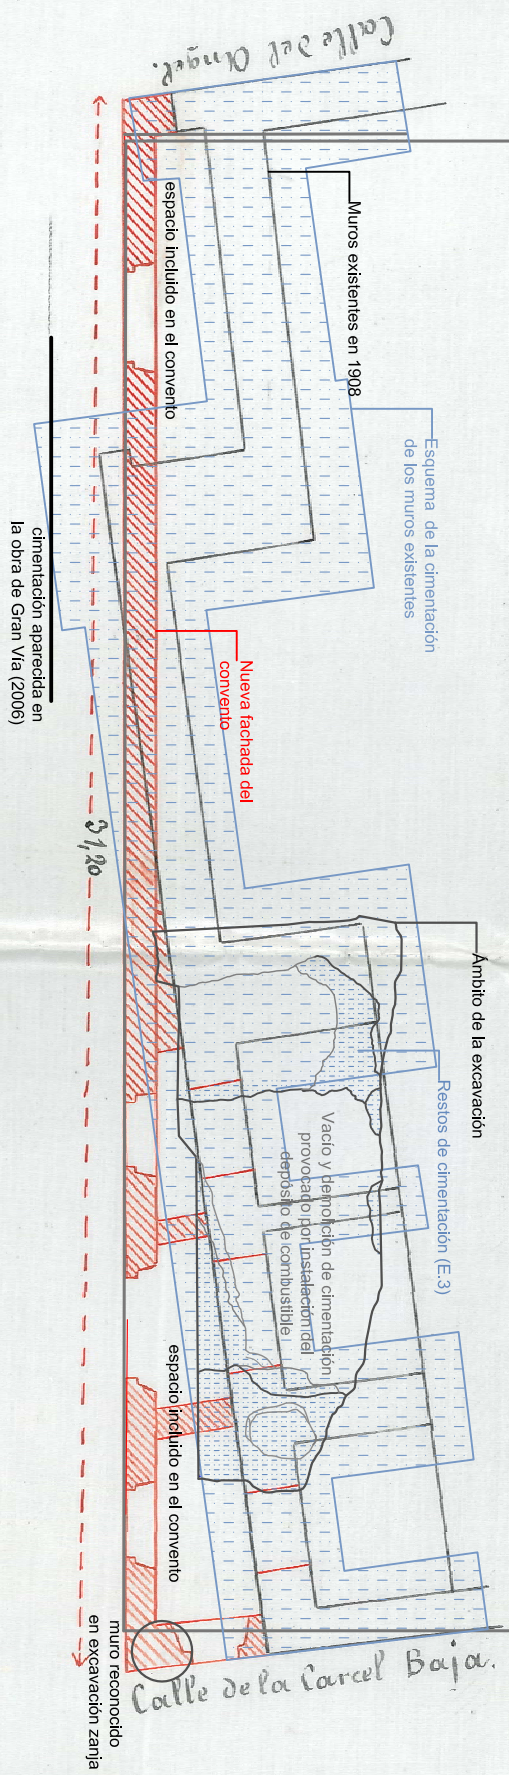 Calle del Angel.
Muros existentes en 1908
espacio incluido en el convento
Esquema de la cimentación
de los muros existentes
cimentación aparecida en
la obra de Gran Vía (2006)
Nueva fachada del
convento
31,20
Ámbito de la excavación
Restos de cimentación (E.3)
Vacío y demolición de cimentación
provocado por instalación del
depósito de combustible
espacio incluido en el convento
muro reconocido
en excavación zanja
Calle de la Carcel Baja.